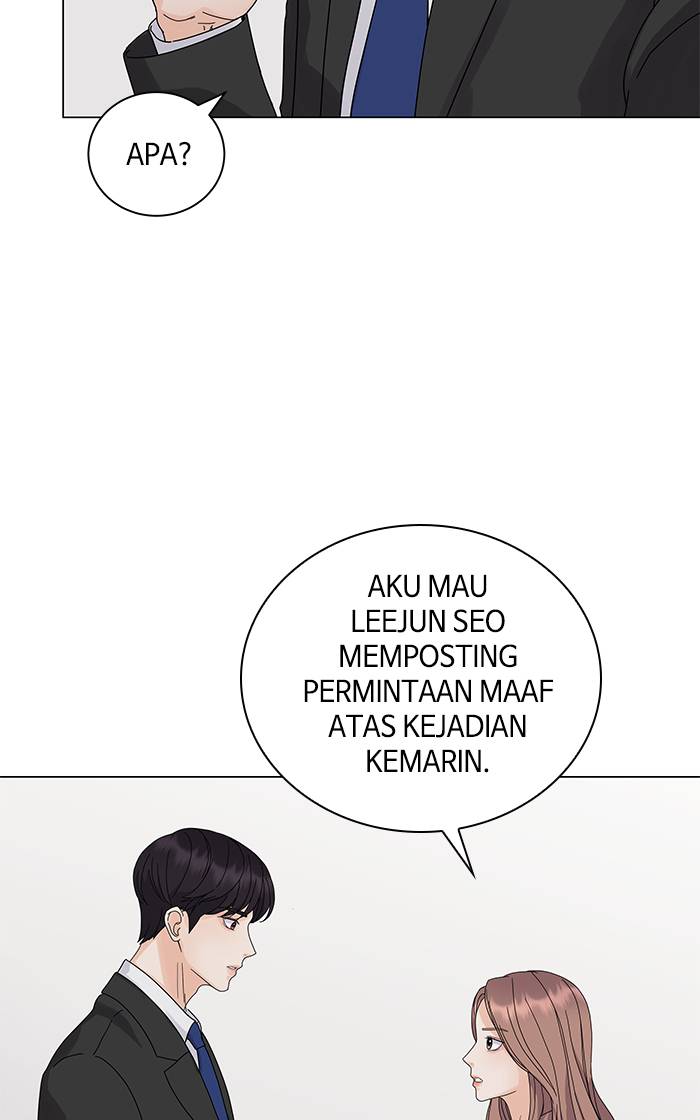 APA?
AKU MAU
LEEJUN SEO
MEMPOSTING
PERMINTAAN MAAF
ATAS KEJADIAN
KEMARIN.